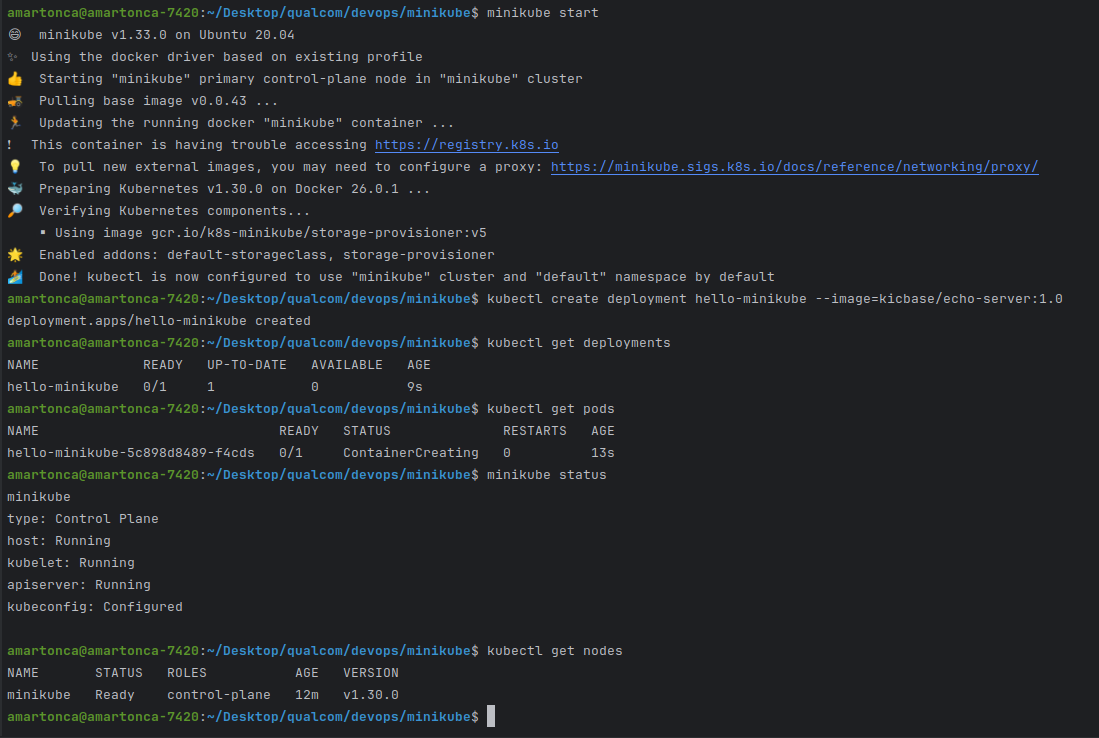 amartonca@amartonca-7420:~/Desktop/qualcom/devops/minikube$ minikube start
😄  minikube v1.33.0 on Ubuntu 20.04
✨  Using the docker driver based on existing profile
👍  Starting "minikube" primary control-plane node in "minikube" cluster
🚜  Pulling base image v0.0.43 ...
🏃  Updating the running docker "minikube" container ...
❗  This container is having trouble accessing https://registry.k8s.io
💡  To pull new external images, you may need to configure a proxy: https://minikube.sigs.k8s.io/docs/reference/networking/proxy/
🐳  Preparing Kubernetes v1.30.0 on Docker 26.0.1 ...
🔎  Verifying Kubernetes components...
    ▪ Using image gcr.io/k8s-minikube/storage-provisioner:v5
🌟  Enabled addons: default-storageclass, storage-provisioner
🏄  Done! kubectl is now configured to use "minikube" cluster and "default" namespace by default
amartonca@amartonca-7420:~/Desktop/qualcom/devops/minikube$ kubectl create deployment hello-minikube --image=kicbase/echo-server:1.0
deployment.apps/hello-minikube created
amartonca@amartonca-7420:~/Desktop/qualcom/devops/minikube$ kubectl get deployments
NAME             READY   UP-TO-DATE   AVAILABLE   AGE
hello-minikube   0/1     1            0           9s
amartonca@amartonca-7420:~/Desktop/qualcom/devops/minikube$ kubectl get pods
NAME                              READY   STATUS              RESTARTS   AGE
hello-minikube-5c898d8489-f4cds   0/1     ContainerCreating   0          13s
amartonca@amartonca-7420:~/Desktop/qualcom/devops/minikube$ minikube status
minikube
type: Control Plane
host: Running
kubelet: Running
apiserver: Running
kubeconfig: Configured

amartonca@amartonca-7420:~/Desktop/qualcom/devops/minikube$ kubectl get nodes
NAME       STATUS   ROLES           AGE   VERSION
minikube   Ready    control-plane   12m   v1.30.0
amartonca@amartonca-7420:~/Desktop/qualcom/devops/minikube$